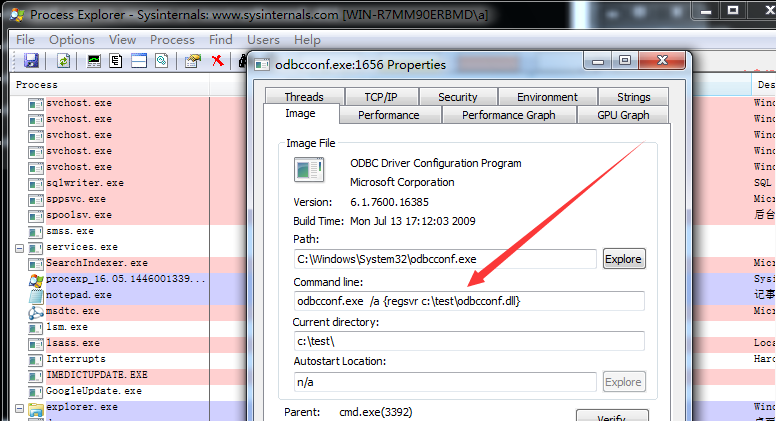 Process Explorer - Sysinternals: www.sysinternals.com [WIN-R7MM90ERBMD\a]
File Options View Process Find Users Help
Process
Des
svchost.exe Wind
svchost.exe Wind
svchost.exe Wind
svchost.exe Wind
sqlwriter.exe SQL
sppsvc.exe Micr
spoolsv.exe 后台
smss.exe
services.exe
SearchIndexer.exe Micr
procexp_16.05.1446001339...
notepad.exe 记事
msdtc.exe Micr
lsm.exe
lsass.exe Loca
Interrupts Hard
IMEDICTUPDATE.EXE
GoogleUpdate.exe
explorer.exe Wind
odbcconf.exe:1656 Properties
Threads TCP/IP Security Environment Strings
Image Performance Performance Graph GPU Graph
Image File
ODBC Driver Configuration Program
Microsoft Corporation
Version: 6.1.7600.16385
Build Time: Mon Jul 13 17:12:03 2009
Path:
C:\Windows\System32\odbcconf.exe Explore
Command line:
odbcconf.exe /a {regsvr c:\test\odbcconf.dll}
Current directory:
c:\test\
Autostart Location:
n/a Explore
Parent: cmd.exe(3392) Verify